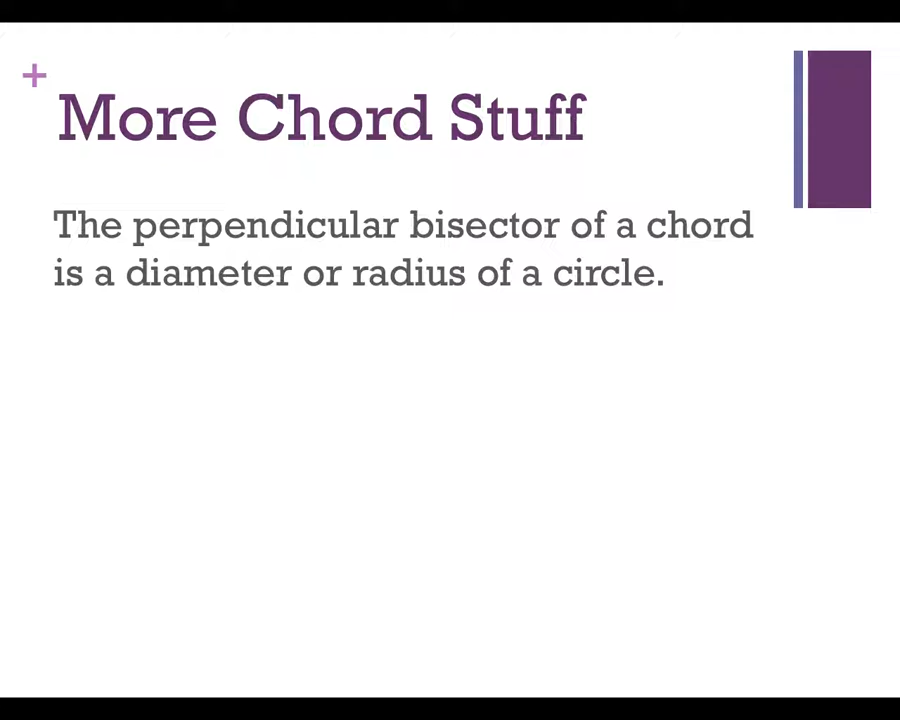 +
More Chord Stuff
The perpendicular bisector of a chord
is a diameter or radius of a circle.